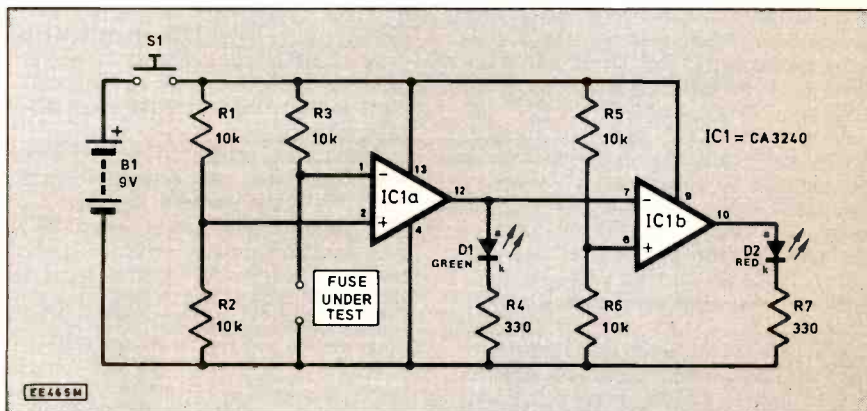 S1
R1
10k
R3
10k
R5
10k
IC1 = CA3240
+
B1
9V
13
1
−
IC1a
12
2
+
4
7
−
9
IC1b
10
6
+
a
D1
GREEN
k
a
D2
RED
k
R2
10k
FUSE
UNDER
TEST
R4
330
R6
10k
R7
330
EE465M